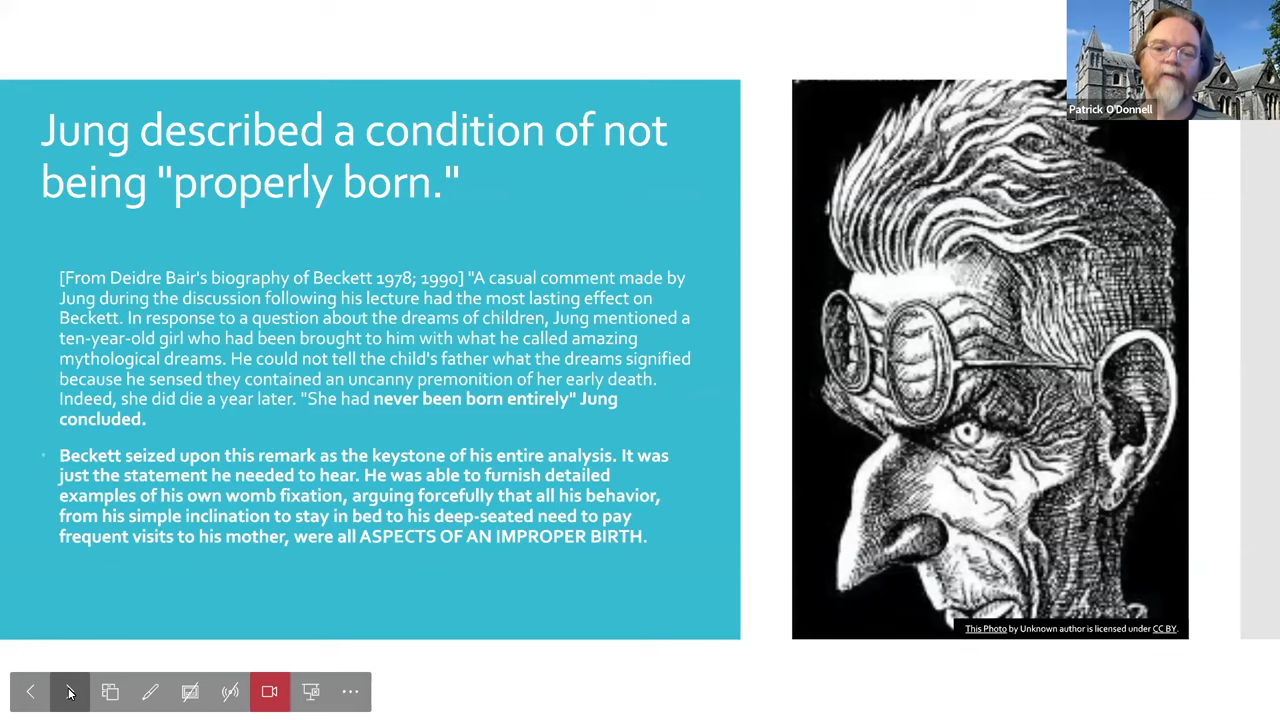 Patrick O'Donnell
Jung described a condition of not
being "properly born."
[From Deidre Bair's biography of Beckett 1978; 1990] "A casual comment made by
Jung during the discussion following his lecture had the most lasting effect on
Beckett. In response to a question about the dreams of children, Jung mentioned a
ten-year-old girl who had been brought to him with what he called amazing
mythological dreams. He could not tell the child's father what the dreams signified
because he sensed they contained an uncanny premonition of her early death.
Indeed, she did die a year later. "She had never been born entirely" Jung
concluded.
Beckett seized upon this remark as the keystone of his entire analysis. It was
just the statement he needed to hear. He was able to furnish detailed
examples of his own womb fixation, arguing forcefully that all his behavior,
from his simple inclination to stay in bed to his deep-seated need to pay
frequent visits to his mother, were all ASPECTS OF AN IMPROPER BIRTH.
This Photo by Unknown author is licensed under CC BY.